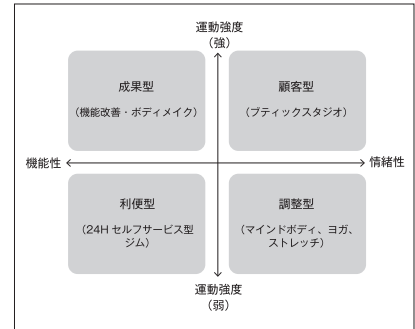 運動強度
（強）
成果型
（機能改善・ボディメイク）
顧客型
（ブティックスタジオ）
機能性
情緒性
利便型
（24H セルフサービス型
ジム）
調整型
（マインドボディ、ヨガ、
ストレッチ）
運動強度
（弱）